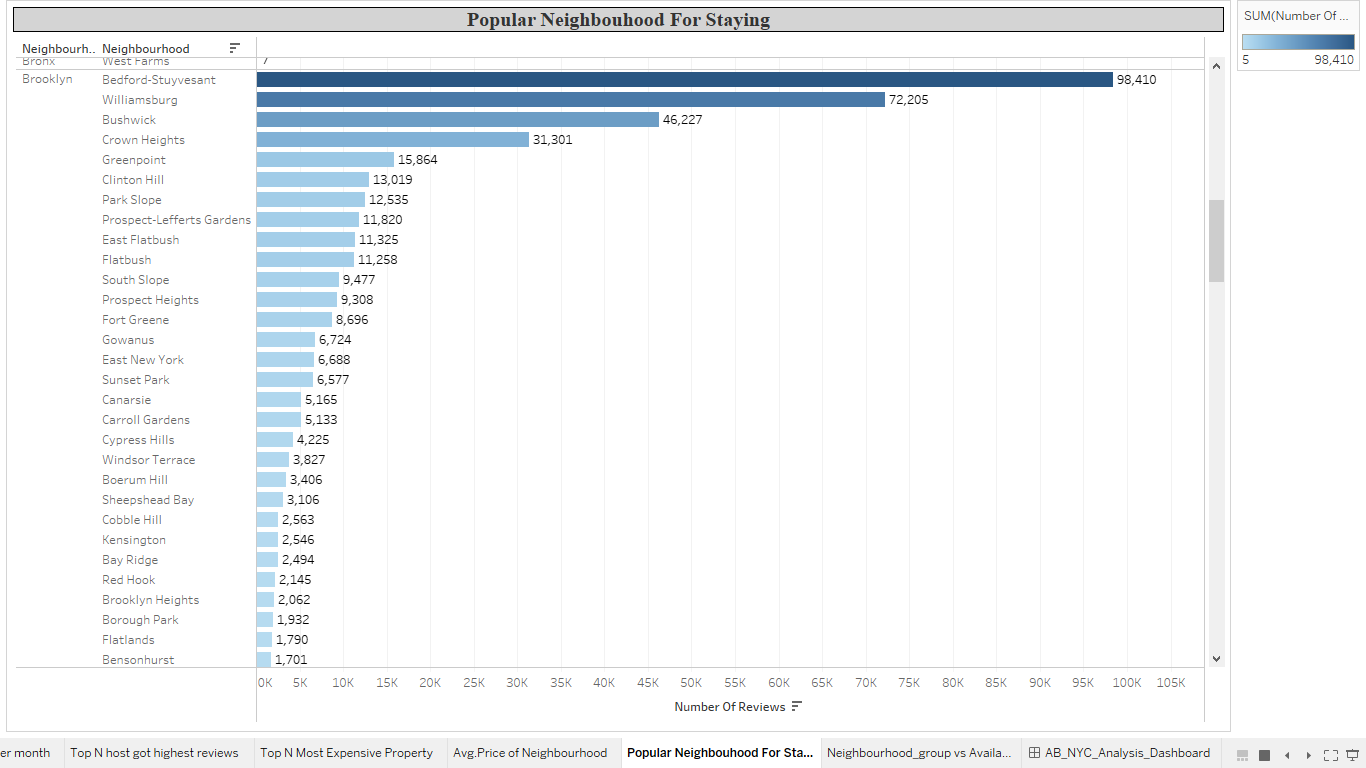 Popular Neighbouhood For Staying
SUM(Number Of ...
5 98,410
Neighbourh.. Neighbourhood
Bronx West Farms 7
Brooklyn Bedford-Stuyvesant 98,410
Williamsburg 72,205
Bushwick 46,227
Crown Heights 31,301
Greenpoint 15,864
Clinton Hill 13,019
Park Slope 12,535
Prospect-Lefferts Gardens 11,820
East Flatbush 11,325
Flatbush 11,258
South Slope 9,477
Prospect Heights 9,308
Fort Greene 8,696
Gowanus 6,724
East New York 6,688
Sunset Park 6,577
Canarsie 5,165
Carroll Gardens 5,133
Cypress Hills 4,225
Windsor Terrace 3,827
Boerum Hill 3,406
Sheepshead Bay 3,106
Cobble Hill 2,563
Kensington 2,546
Bay Ridge 2,494
Red Hook 2,145
Brooklyn Heights 2,062
Borough Park 1,932
Flatlands 1,790
Bensonhurst 1,701
0K 5K 10K 15K 20K 25K 30K 35K 40K 45K 50K 55K 60K 65K 70K 75K 80K 85K 90K 95K 100K 105K
Number Of Reviews
er month Top N host got highest reviews Top N Most Expensive Property Avg.Price of Neighbourhood Popular Neighbouhood For Sta... Neighbourhood_group vs Availa... AB_NYC_Analysis_Dashboard